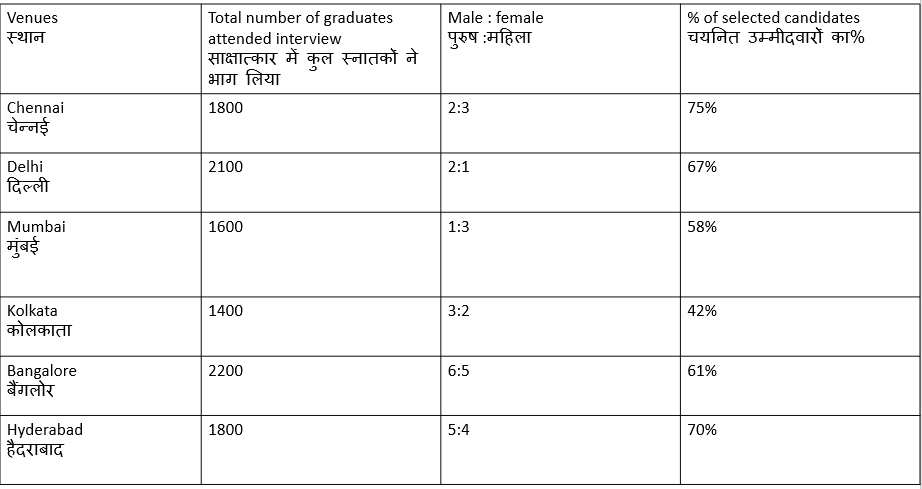 Venues
स्थान
Total number of graduates
attended interview
साक्षात्कार में कुल स्नातकों ने
भाग लिया
Male : female
पुरुष :महिला
% of selected candidates
चयनित उम्मीदवारों का%
Chennai
चेन्नई
1800
2:3
75%
Delhi
दिल्ली
2100
2:1
67%
Mumbai
मुंबई
1600
1:3
58%
Kolkata
कोलकाता
1400
3:2
42%
Bangalore
बैंगलोर
2200
6:5
61%
Hyderabad
हैदराबाद
1800
5:4
70%